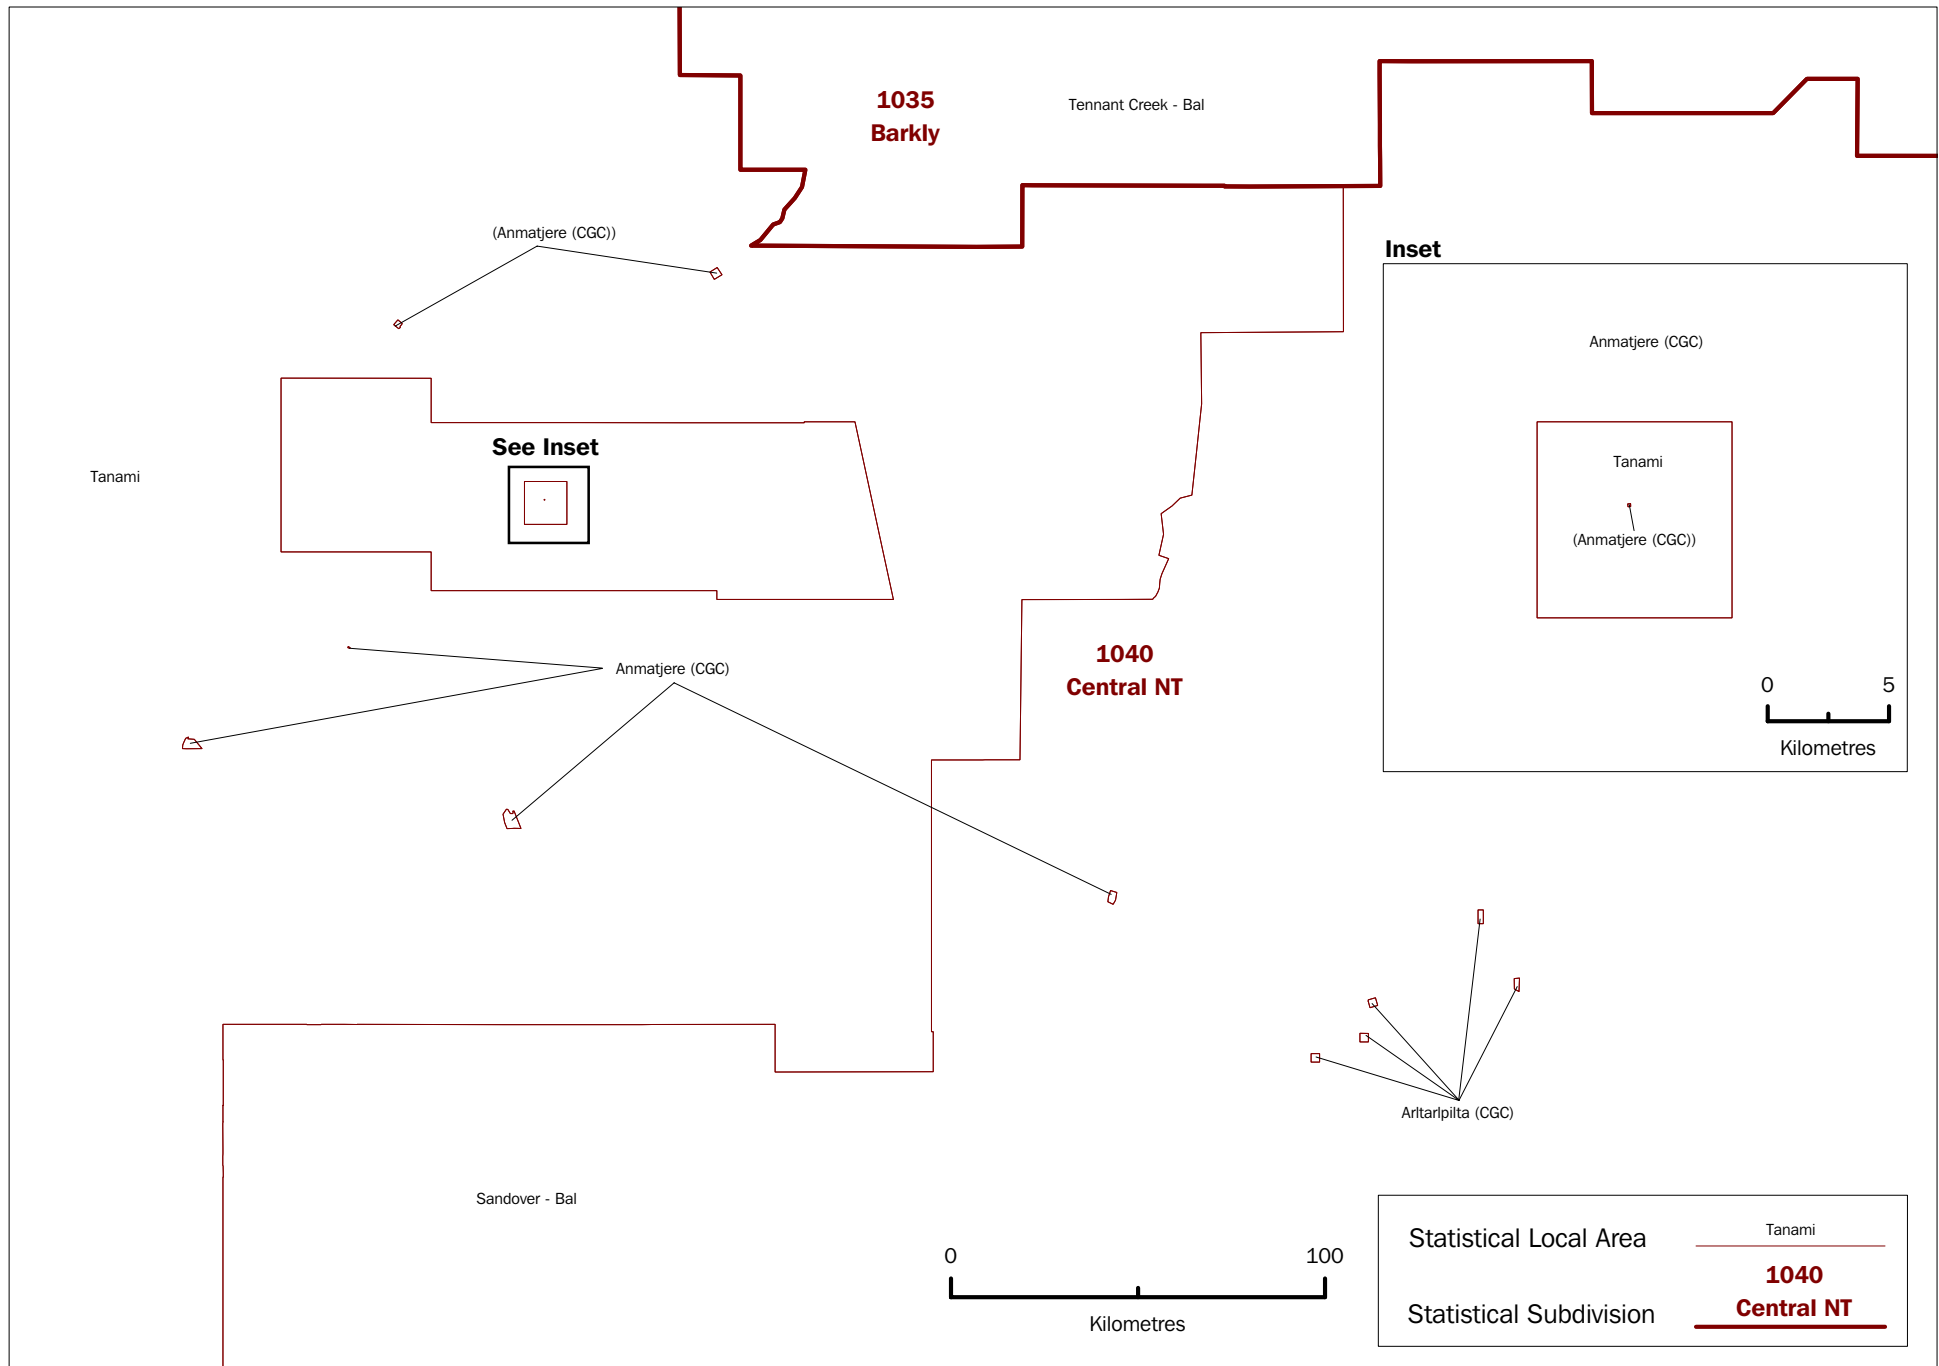 1035
Barkly
Tennant Creek - Bal
(Anmatjere (CGC))
Inset
Anmatjere (CGC)
See Inset
Tanami
Tanami
(Anmatjere (CGC))
Anmatjere (CGC)
1040
Central NT
0 5
Kilometres
Arltarlpilta (CGC)
Sandover - Bal
0 100
Kilometres
Statistical Local Area
Tanami
1040
Central NT
Statistical Subdivision